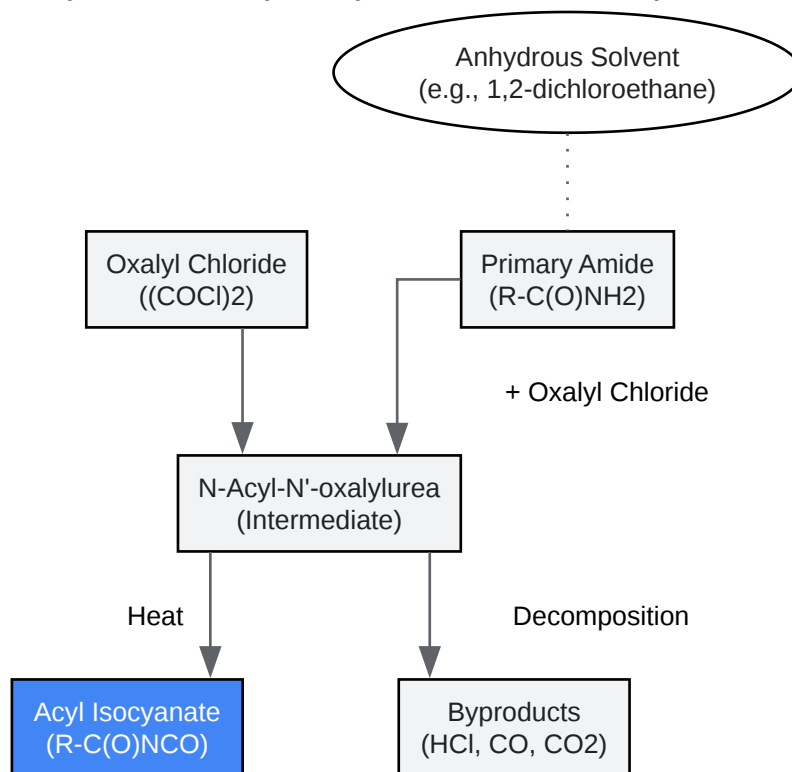 Anhydrous Solvent
(e.g., 1,2-dichloroethane)
Oxalyl Chloride
((COCl)2)
Primary Amide
(R-C(O)NH2)
+ Oxalyl Chloride
N-Acyl-N'-oxalylurea
(Intermediate)
Heat
Decomposition
Acyl Isocyanate
(R-C(O)NCO)
Byproducts
(HCl, CO, CO2)